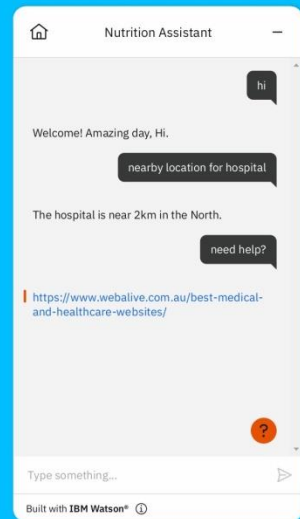 Nutrition Assistant
hi
Welcome! Amazing day, Hi.
nearby location for hospital
The hospital is near 2km in the North.
need help?
https://www.webalive.com.au/best-medical-
and-healthcare-websites/
?
Type something...
Built with IBM Watson® i